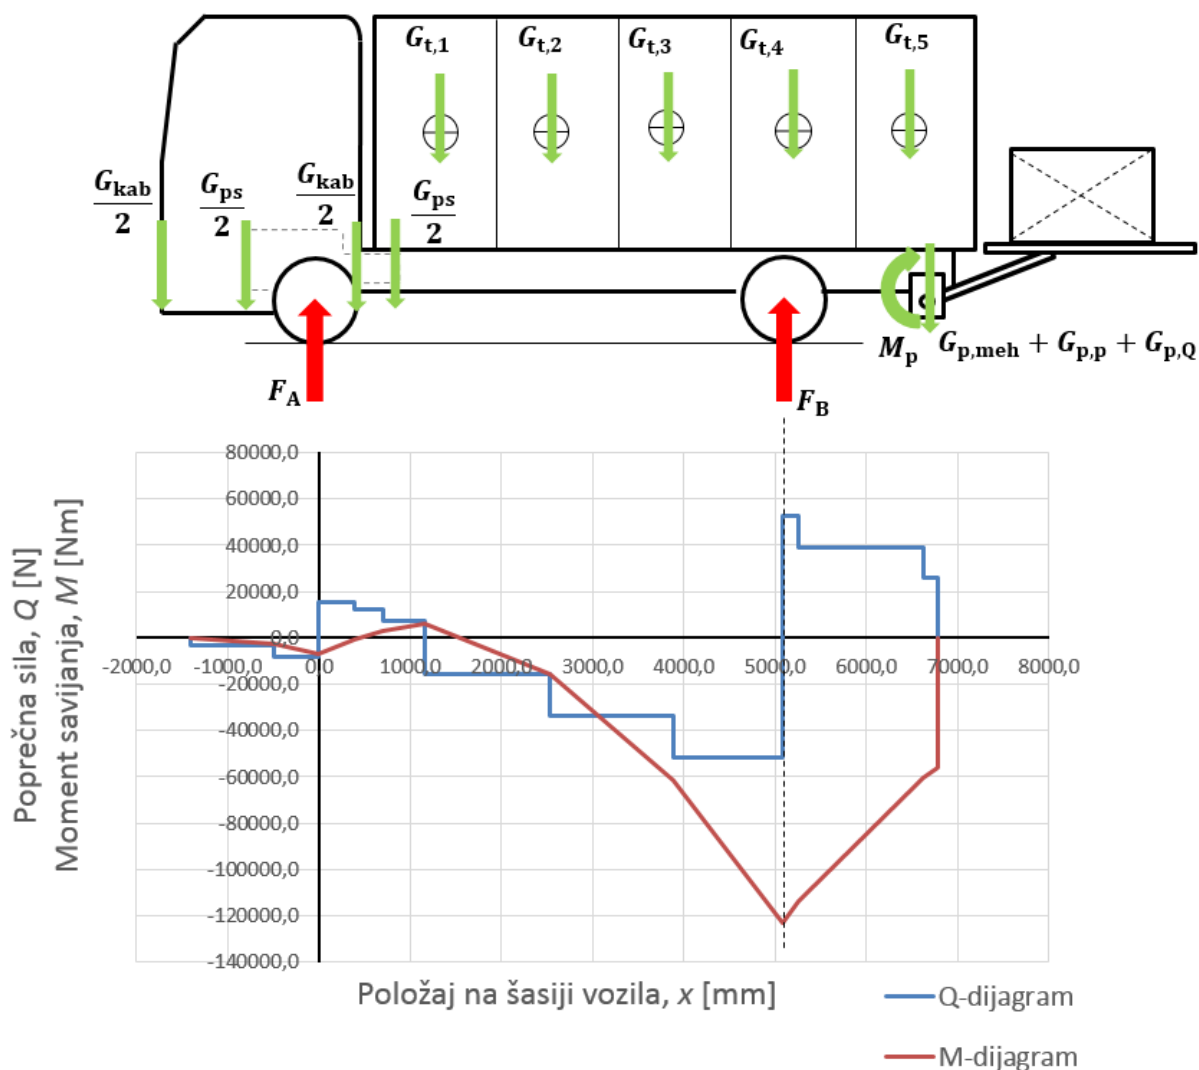 G_t,1 G_t,2 G_t,3 G_t,4 G_t,5
G_kab/2 G_ps/2 G_kab/2 G_ps/2
M_p G_p,meh + G_p,p + G_p,Q
F_A F_B
80000,0
60000,0
40000,0
20000,0
0,0
-2000,0 -1000,0 0,0 1000,0 2000,0 3000,0 4000,0 5000,0 6000,0 7000,0 8000,0
-20000,0
-40000,0
-60000,0
-80000,0
-100000,0
-120000,0
-140000,0
Poprečna sila, Q [N]
Moment savijanja, M [Nm]
Položaj na šasiji vozila, x [mm]
Q-dijagram
M-dijagram